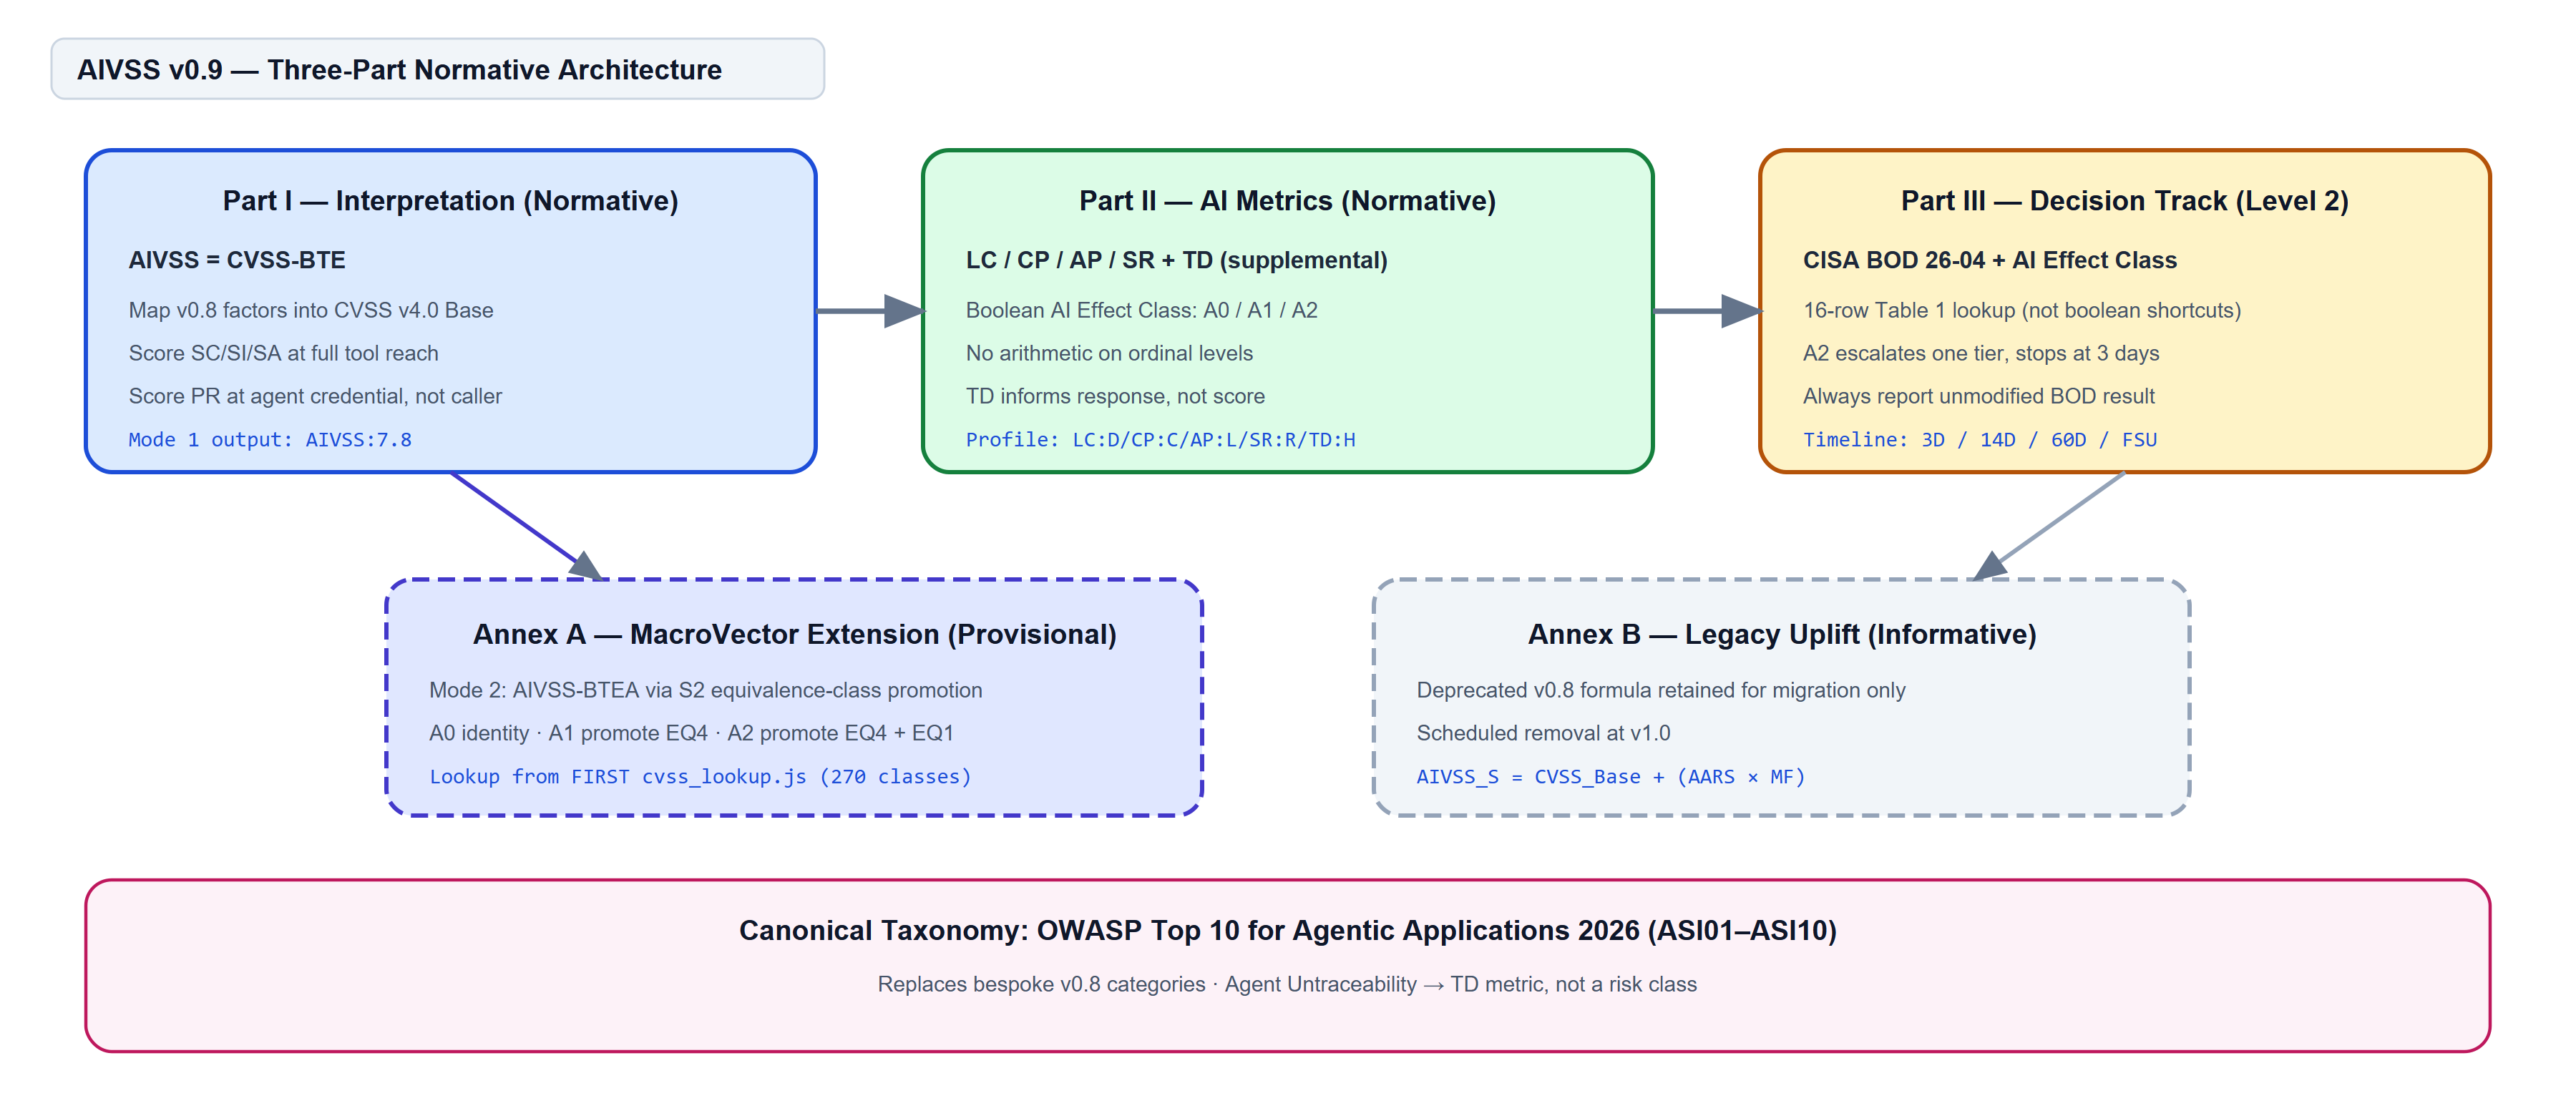 AIVSS v0.9 — Three-Part Normative Architecture
Part I — Interpretation (Normative)
AIVSS = CVSS-BTE
Map v0.8 factors into CVSS v4.0 Base
Score SC/SI/SA at full tool reach
Score PR at agent credential, not caller
Mode 1 output: AIVSS:7.8
Part II — AI Metrics (Normative)
LC / CP / AP / SR + TD (supplemental)
Boolean AI Effect Class: A0 / A1 / A2
No arithmetic on ordinal levels
TD informs response, not score
Profile: LC:D/CP:C/AP:L/SR:R/TD:H
Part III — Decision Track (Level 2)
CISA BOD 26-04 + AI Effect Class
16-row Table 1 lookup (not boolean shortcuts)
A2 escalates one tier, stops at 3 days
Always report unmodified BOD result
Timeline: 3D / 14D / 60D / FSU
Annex A — MacroVector Extension (Provisional)
Mode 2: AIVSS-BTEA via S2 equivalence-class promotion
A0 identity · A1 promote EQ4 · A2 promote EQ4 + EQ1
Lookup from FIRST cvss_lookup.js (270 classes)
Annex B — Legacy Uplift (Informative)
Deprecated v0.8 formula retained for migration only
Scheduled removal at v1.0
AIVSS_S = CVSS_Base + (AARS × MF)
Canonical Taxonomy: OWASP Top 10 for Agentic Applications 2026 (ASI01–ASI10)
Replaces bespoke v0.8 categories · Agent Untraceability → TD metric, not a risk class